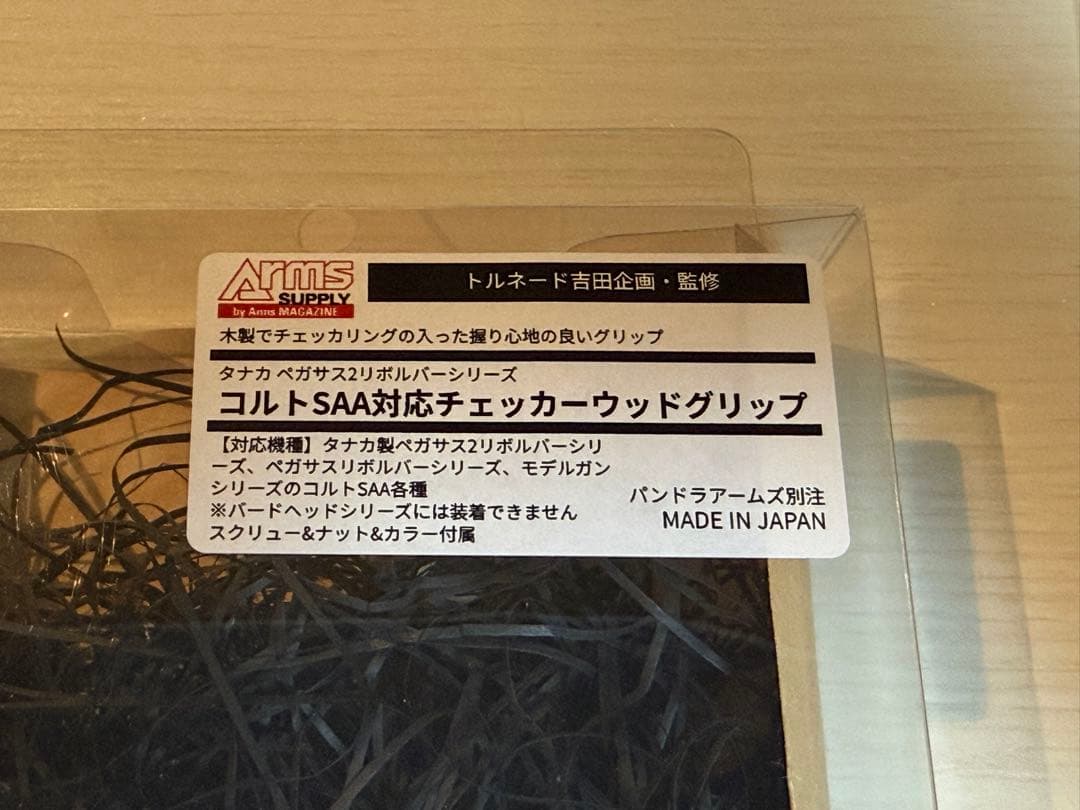 Arms
SUPPLY
by Arms MAGAZINE
トルネード吉田企画・監修
木製でチェッカリングの入った握り心地の良いグリップ
タナカ ペガサス2リボルバーシリーズ
コルトSAA対応チェッカーウッドグリップ
【対応機種】タナカ製ペガサス2リボルバーシリ
ーズ、ペガサスリボルバーシリーズ、モデルガン
シリーズのコルトSAA各種
※バードヘッドシリーズには装着できません
スクリュー&ナット&カラー付属
パンドラアームズ別注
MADE IN JAPAN